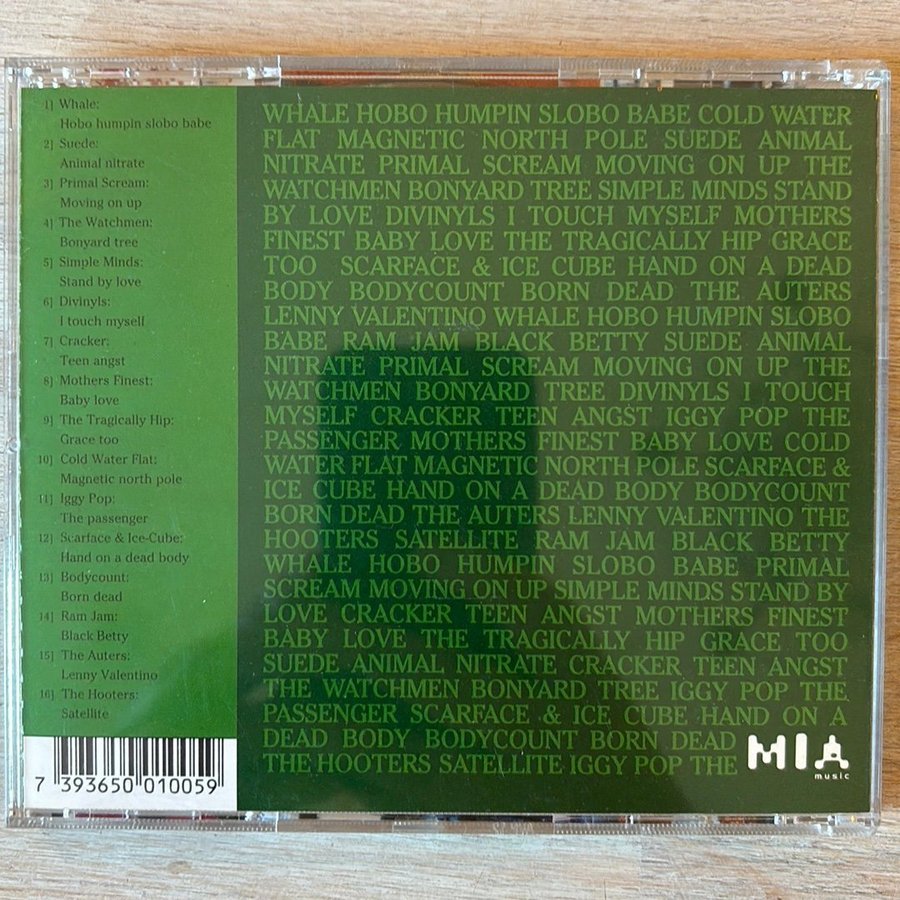 1] Whale:
Hobo humpin slobo babe
2] Suede:
Animal nitrate
3] Primal Scream:
Moving on up
4] The Watchmen:
Bonyard tree
5] Simple Minds:
Stand by love
6] Divinyls:
I touch myself
7] Cracker:
Teen angst
8] Mothers Finest:
Baby love
9] The Tragically Hip:
Grace too
10] Cold Water Flat:
Magnetic north pole
11] Iggy Pop:
The passenger
12] Scarface & Ice-Cube:
Hand on a dead body
13] Bodycount:
Born dead
14] Ram Jam:
Black Betty
15] The Auters:
Lenny Valentino
16] The Hooters:
Satellite
7 393650 010059
WHALE HOBO HUMPIN SLOBO BABE COLD WATER
FLAT MAGNETIC NORTH POLE SUEDE ANIMAL
NITRATE PRIMAL SCREAM MOVING ON UP THE
WATCHMEN BONYARD TREE SIMPLE MINDS STAND
BY LOVE DIVINYLS I TOUCH MYSELF MOTHERS
FINEST BABY LOVE THE TRAGICALLY HIP GRACE
TOO SCARFACE & ICE CUBE HAND ON A DEAD
BODY BODYCOUNT BORN DEAD THE AUTERS
LENNY VALENTINO WHALE HOBO HUMPIN SLOBO
BABE RAM JAM BLACK BETTY SUEDE ANIMAL
NITRATE PRIMAL SCREAM MOVING ON UP THE
WATCHMEN BONYARD TREE DIVINYLS I TOUCH
MYSELF CRACKER TEEN ANGST IGGY POP THE
PASSENGER MOTHERS FINEST BABY LOVE COLD
WATER FLAT MAGNETIC NORTH POLE SCARFACE &
ICE CUBE HAND ON A DEAD BODY BODYCOUNT
BORN DEAD THE AUTERS LENNY VALENTINO THE
HOOTERS SATELLITE RAM JAM BLACK BETTY
WHALE HOBO HUMPIN SLOBO BABE PRIMAL
SCREAM MOVING ON UP SIMPLE MINDS STAND BY
LOVE CRACKER TEEN ANGST MOTHERS FINEST
BABY LOVE THE TRAGICALLY HIP GRACE TOO
SUEDE ANIMAL NITRATE CRACKER TEEN ANGST
THE WATCHMEN BONYARD TREE IGGY POP THE
PASSENGER SCARFACE & ICE CUBE HAND ON A
DEAD BODY BODYCOUNT BORN DEAD
THE HOOTERS SATELLITE IGGY POP THE
MIA
music